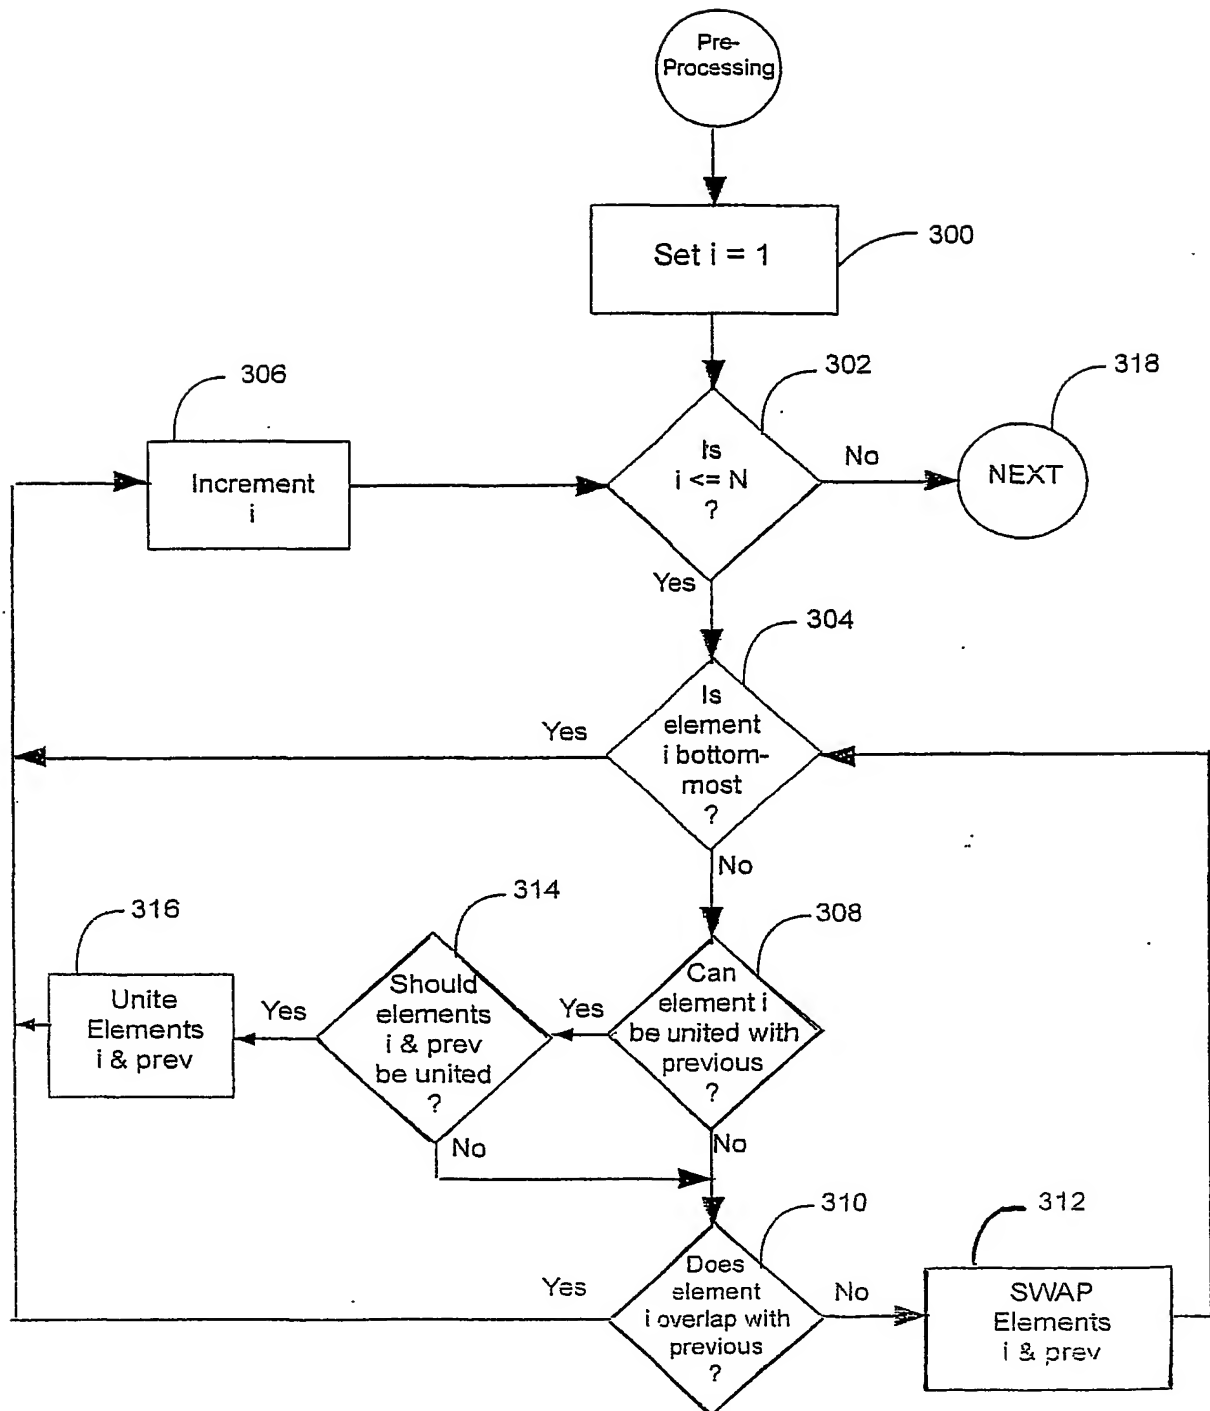 Pre-
Processing
Set i = 1
300
306
302
318
Increment
i
Is
i <= N
?
No
NEXT
Yes
304
Is
element
i bottom-
most
?
Yes
No
316
314
308
Unite
Elements
i & prev
Yes
Should
elements
i & prev
be united
?
Yes
Can
element i
be united with
previous
?
No
No
310
312
Yes
Does
element
i overlap with
previous
?
No
SWAP
Elements
i & prev